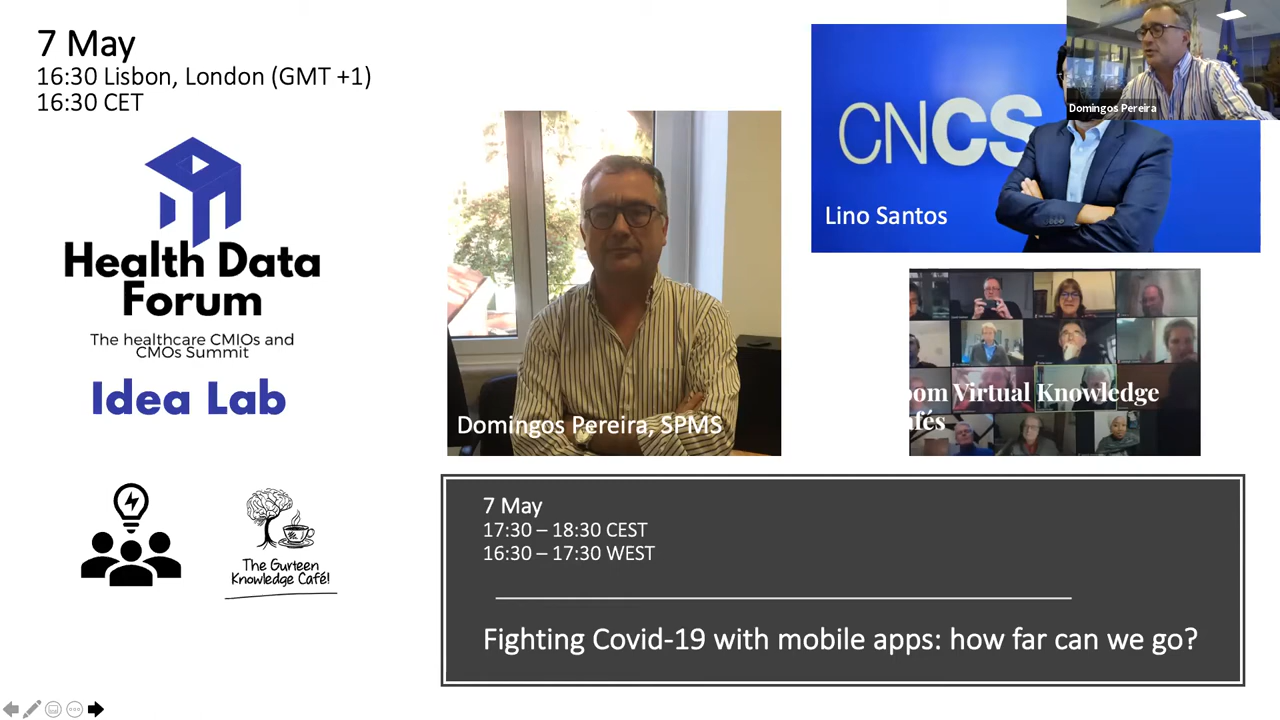 7 May
16:30 Lisbon, London (GMT +1)
16:30 CET
Health Data
Forum
The healthcare CMIOs and
CMOs Summit
Idea Lab
The Gurteen
Knowledge Café!
Domingos Pereira, SPMS
CNCS
Lino Santos
Domingos Pereira
oom Virtual Knowledge
afés
7 May
17:30 – 18:30 CEST
16:30 – 17:30 WEST
Fighting Covid-19 with mobile apps: how far can we go?